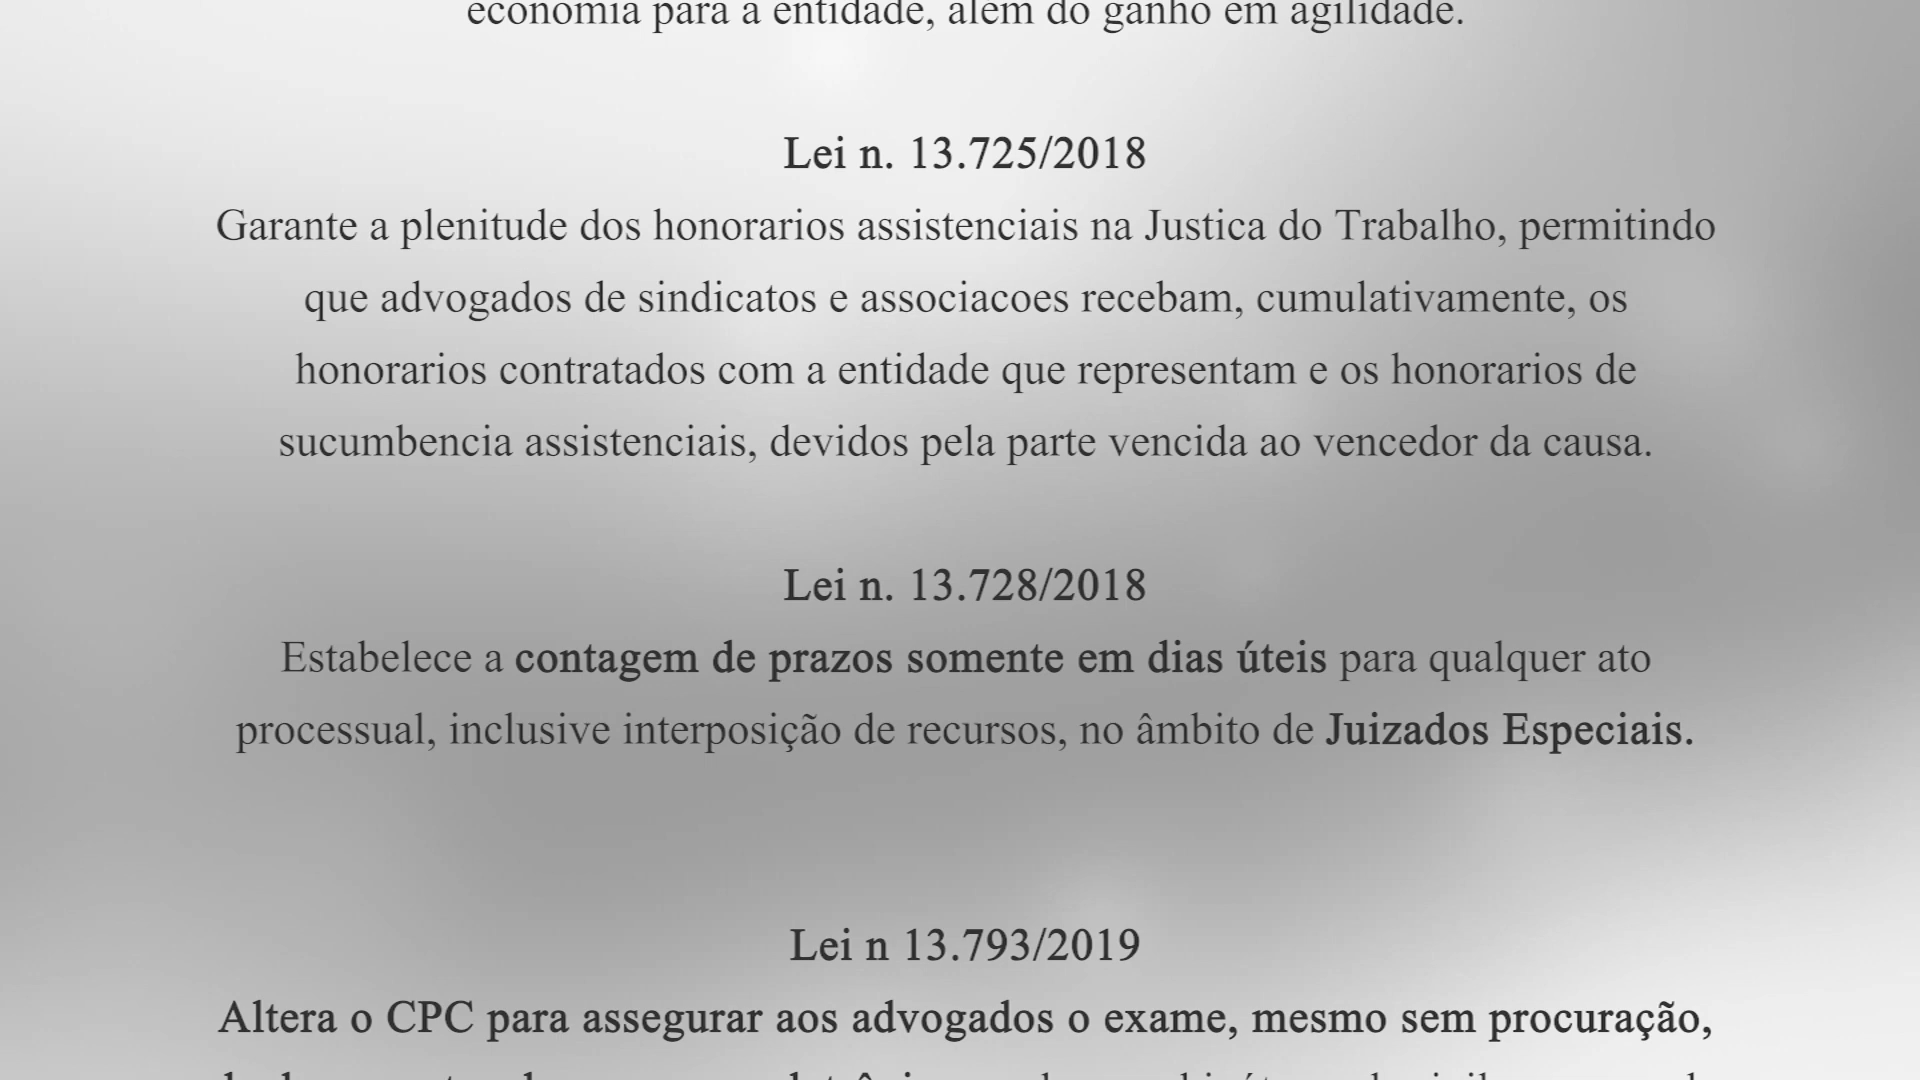 economia para a entidade, além do ganho em agilidade.
Lei n. 13.725/2018
Garante a plenitude dos honorarios assistenciais na Justica do Trabalho, permitindo
que advogados de sindicatos e associacoes recebam, cumulativamente, os
honorarios contratados com a entidade que representam e os honorarios de
sucumbencia assistenciais, devidos pela parte vencida ao vencedor da causa.
Lei n. 13.728/2018
Estabelece a contagem de prazos somente em dias úteis para qualquer ato
processual, inclusive interposição de recursos, no âmbito de Juizados Especiais.
Lei n 13.793/2019
Altera o CPC para assegurar aos advogados o exame, mesmo sem procuração,